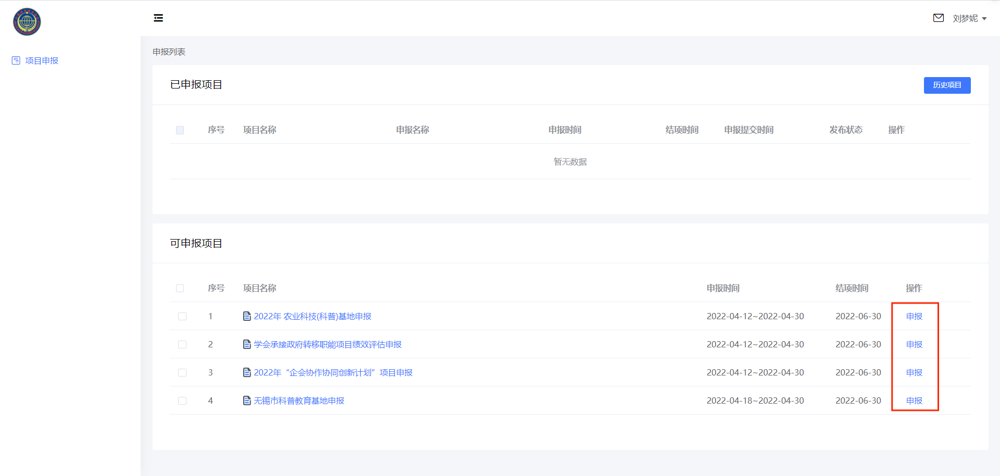 刘梦妮
项目申报
申报列表
已申报项目
历史项目
序号 项目名称 申报名称 申报时间 结项时间 申报提交时间 发布状态 操作
暂无数据
可申报项目
序号 项目名称 申报时间 结项时间 操作
1 2022年 农业科技(科普)基地申报 2022-04-12~2022-04-30 2022-06-30 申报
2 学会承接政府转移职能项目绩效评估申报 2022-04-12~2022-04-30 2022-06-30 申报
3 2022年“企会协作协同创新计划”项目申报 2022-04-12~2022-04-30 2022-06-30 申报
4 无锡市科普教育基地申报 2022-04-18~2022-04-30 2022-06-30 申报